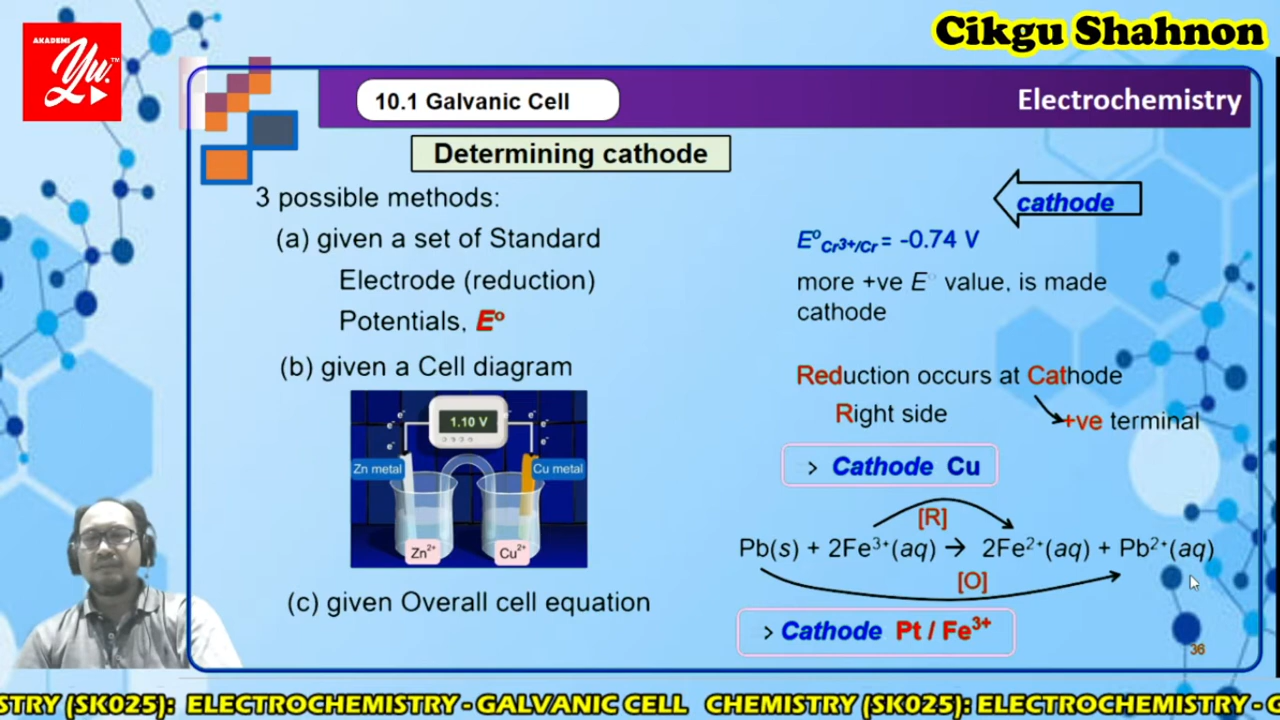 Cikgu Shahnon
AKADEMI
Yu.™
10.1 Galvanic Cell
Electrochemistry
Determining cathode
3 possible methods:
(a) given a set of Standard
Electrode (reduction)
Potentials, E°
(b) given a Cell diagram
1.10 V
e⁻
e⁻
e⁻
e⁻
e⁻
e⁻
Zn metal
Cu metal
Zn²⁺
Cu²⁺
(c) given Overall cell equation
cathode
E°Cr³⁺/Cr = -0.74 V
more +ve E° value, is made
cathode
Reduction occurs at Cathode
Right side
+ve terminal
> Cathode Cu
[R]
Pb(s) + 2Fe³⁺(aq) → 2Fe²⁺(aq) + Pb²⁺(aq)
[O]
> Cathode Pt / Fe³⁺
36
STRY (SK025): ELECTROCHEMISTRY - GALVANIC CELL CHEMISTRY (SK025): ELECTROCHEMISTRY - G